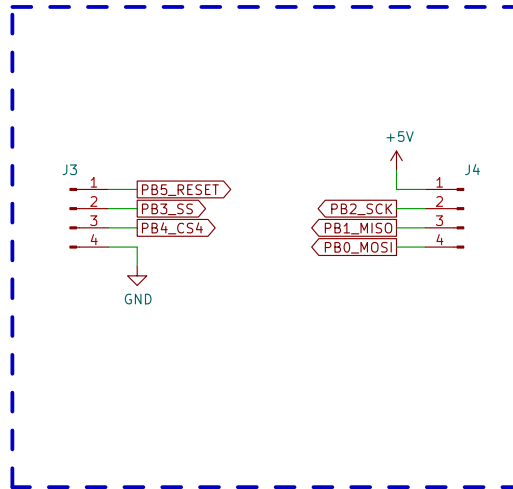 +5V
J3
J4
1 PB5_RESET
1
2 PB3_SS
PB2_SCK 2
3 PB4_CS4
PB1_MISO 3
4
PB0_MOSI 4
GND